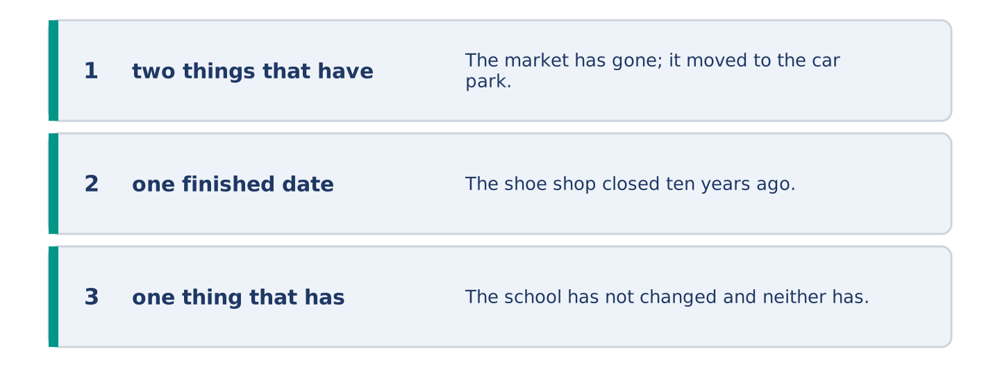 1 two things that have The market has gone; it moved to the car
park.
2 one finished date The shoe shop closed ten years ago.
3 one thing that has The school has not changed and neither has.